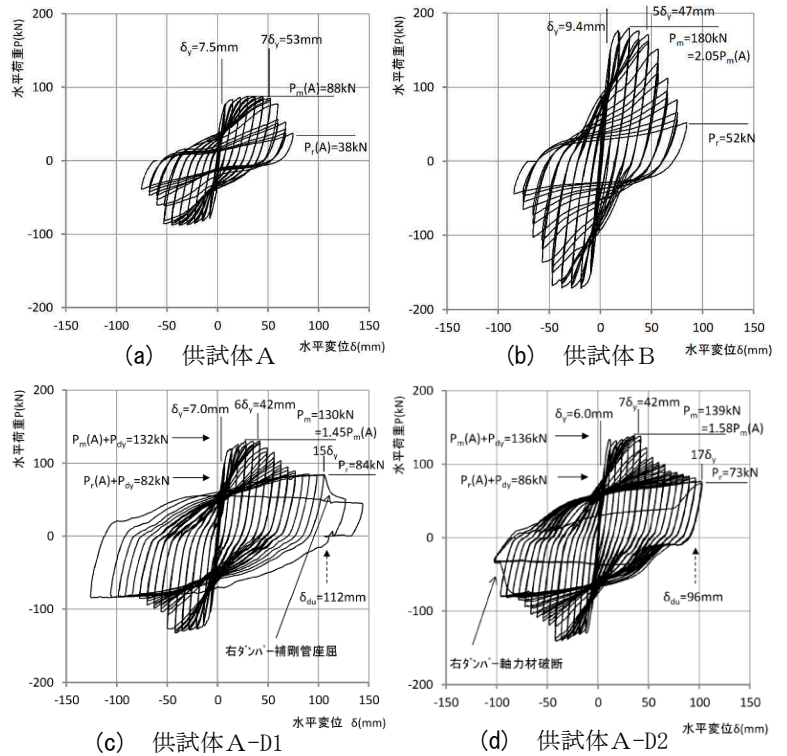 水平荷重P(kN)
200
100
0
-100
-200
-150 -100 -50 0 50 100 150
水平変位δ(mm)
δy=7.5mm
7δy=53mm
Pm(A)=88kN
Pr(A)=38kN
(a) 供試体A
水平荷重P(kN)
200
100
0
-100
-200
-150 -100 -50 0 50 100 150
水平変位δ(mm)
δy=9.4mm
5δy=47mm
Pm=180kN
=2.05Pm(A)
Pr=52kN
(b) 供試体B
水平荷重P(kN)
200
100
0
-100
-200
-150 -100 -50 0 50 100 150
水平変位 δ(mm)
δy=7.0mm
6δy=42mm
Pm=130kN
=1.45Pm(A)
Pm(A)+Pdy=132kN
15δy
Pr=84kN
Pr(A)+Pdy=82kN
δdu=112mm
右ダンパー補剛管座屈
(c) 供試体A-D1
水平荷重P(kN)
200
100
0
-100
-200
-150 -100 -50 0 50 100 150
水平変位δ(mm)
δy=6.0mm
7δy=42mm
Pm=139kN
=1.58Pm(A)
Pm(A)+Pdy=136kN
17δy
Pr=73kN
Pr(A)+Pdy=86kN
δdu=96mm
右ダンパー軸力材破断
(d) 供試体A-D2